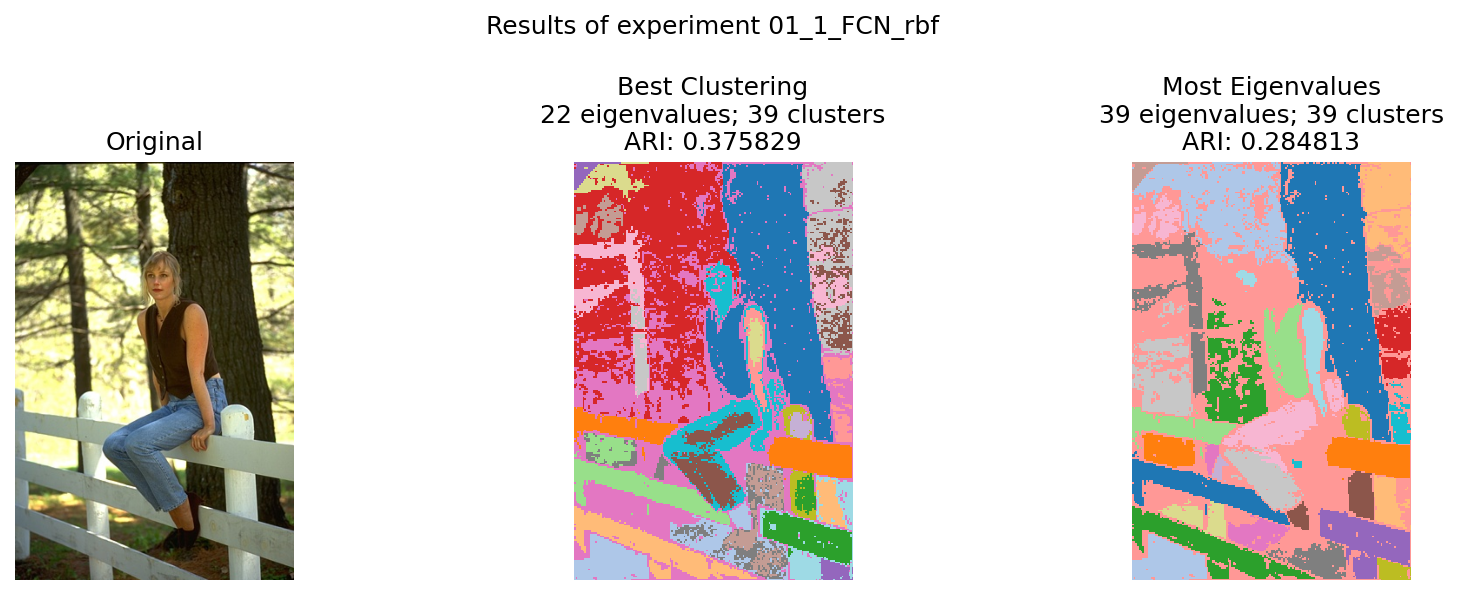 Results of experiment 01_1_FCN_rbf
Original
Best Clustering
22 eigenvalues; 39 clusters
ARI: 0.375829
Most Eigenvalues
39 eigenvalues; 39 clusters
ARI: 0.284813